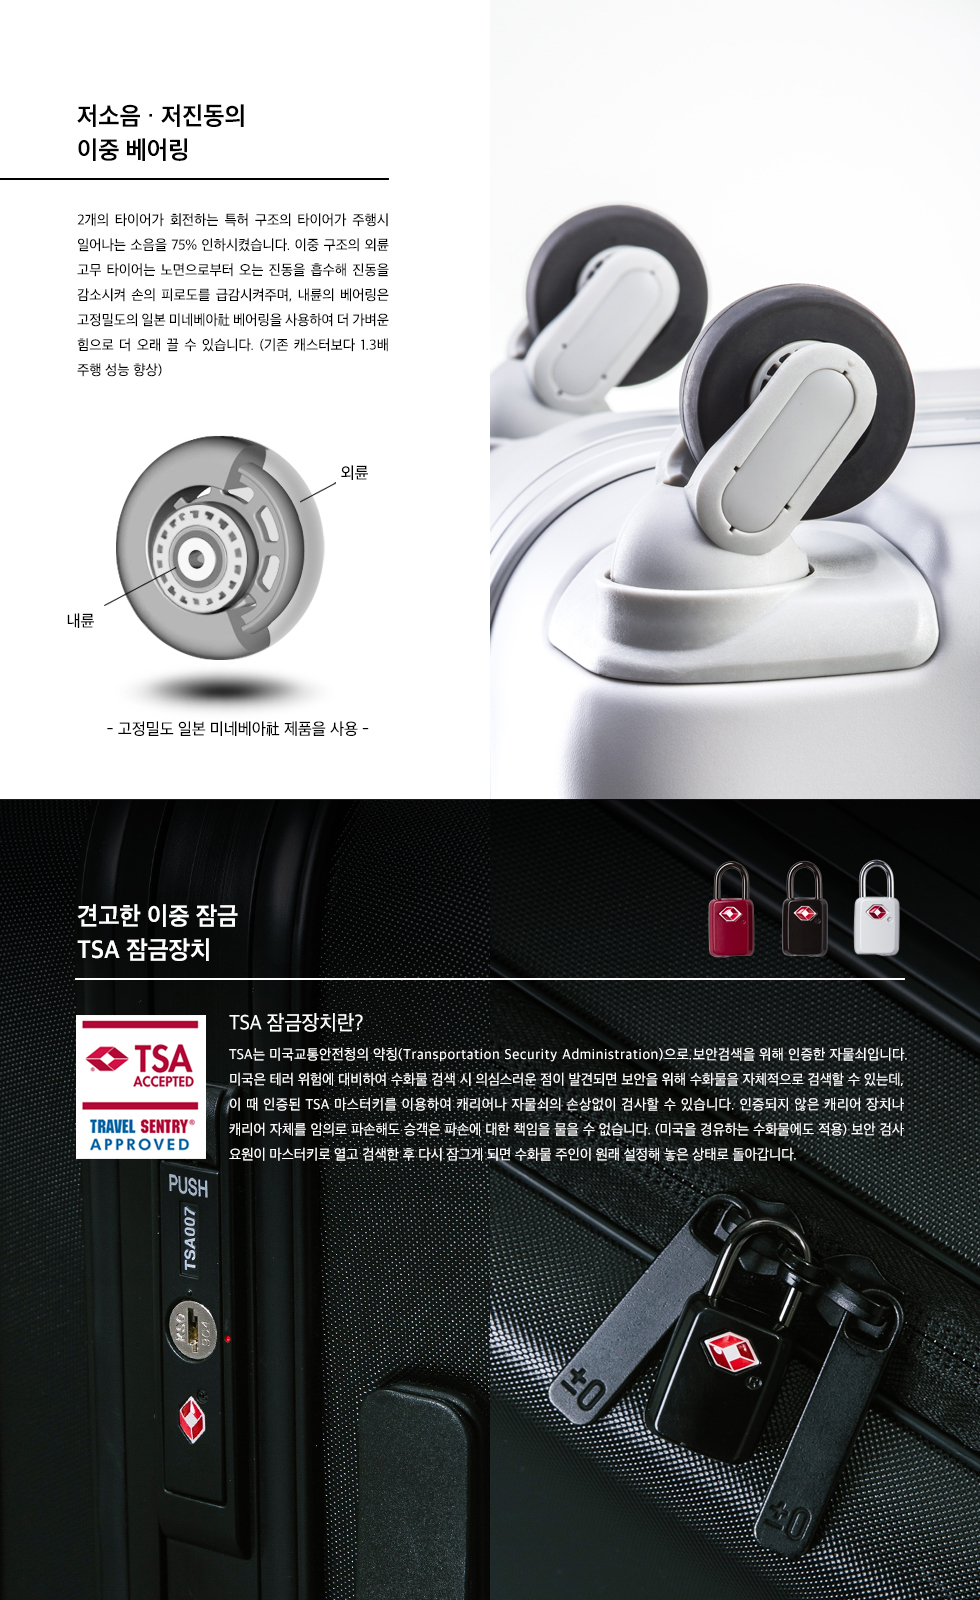 저소음 · 저진동의
이중 베어링
2개의 타이어가 회전하는 특허 구조의 타이어가 주행시
일어나는 소음을 75% 인하시켰습니다. 이중 구조의 외륜
고무 타이어는 노면으로부터 오는 진동을 흡수해 진동을
감소시켜 손의 피로도를 급감시켜주며, 내륜의 베어링은
고정밀도의 일본 미네베아社 베어링을 사용하여 더 가벼운
힘으로 더 오래 끌 수 있습니다. (기존 캐스터보다 1.3배
주행 성능 향상)
외륜
내륜
- 고정밀도 일본 미네베아社 제품을 사용 -
견고한 이중 잠금
TSA 잠금장치
TSA
ACCEPTED
TRAVEL SENTRY®
APPROVED
TSA 잠금장치란?
TSA는 미국교통안전청의 약칭(Transportation Security Administration)으로,보안검색을 위해 인증한 자물쇠입니다.
미국은 테러 위험에 대비하여 수화물 검색 시 의심스러운 점이 발견되면 보안을 위해 수화물을 자체적으로 검색할 수 있는데,
이 때 인증된 TSA 마스터키를 이용하여 캐리어나 자물쇠의 손상없이 검사할 수 있습니다. 인증되지 않은 캐리어 장치나
캐리어 자체를 임의로 파손해도 승객은 파손에 대한 책임을 물을 수 없습니다. (미국을 경유하는 수화물에도 적용) 보안 검사
요원이 마스터키로 열고 검색한 후 다시 잠그게 되면 수화물 주인이 원래 설정해 놓은 상태로 돌아갑니다.
PUSH
TSA007
±0
±0